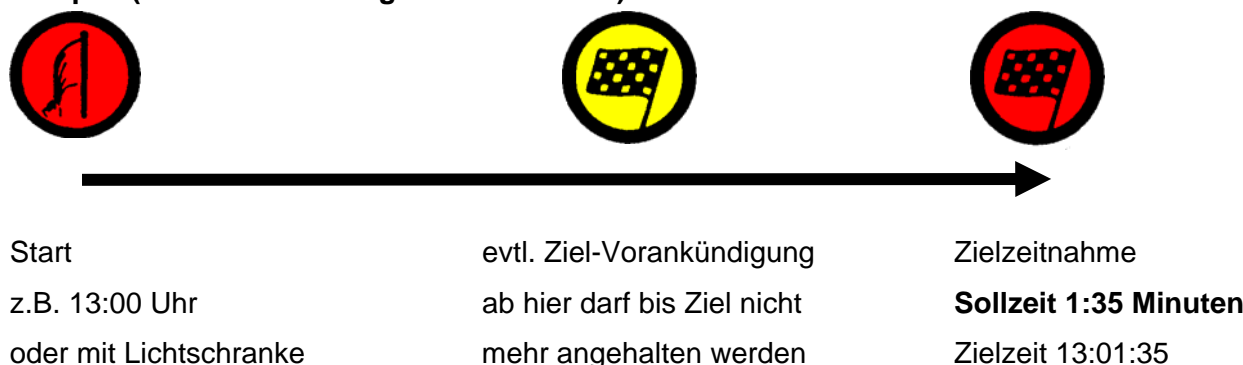 Start
z.B. 13:00 Uhr
oder mit Lichtschranke
evtl. Ziel-Vorankündigung
ab hier darf bis Ziel nicht
mehr angehalten werden
Zielzeitnahme
Sollzeit 1:35 Minuten
Zielzeit 13:01:35